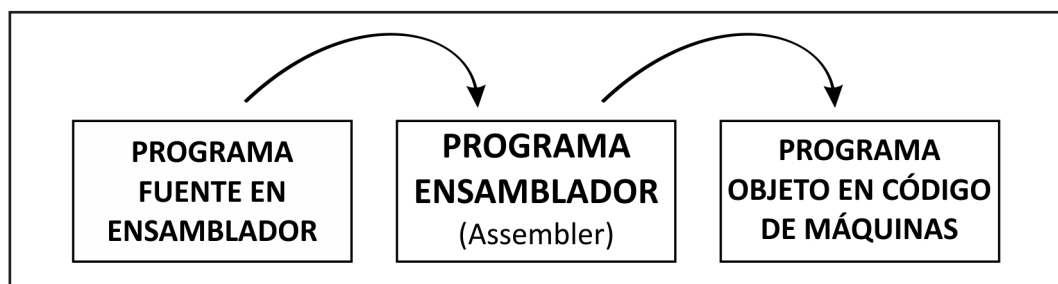 PROGRAMA
FUENTE EN
ENSAMBLADOR
PROGRAMA
ENSAMBLADOR
(Assembler)
PROGRAMA
OBJETO EN CÓDIGO
DE MÁQUINAS